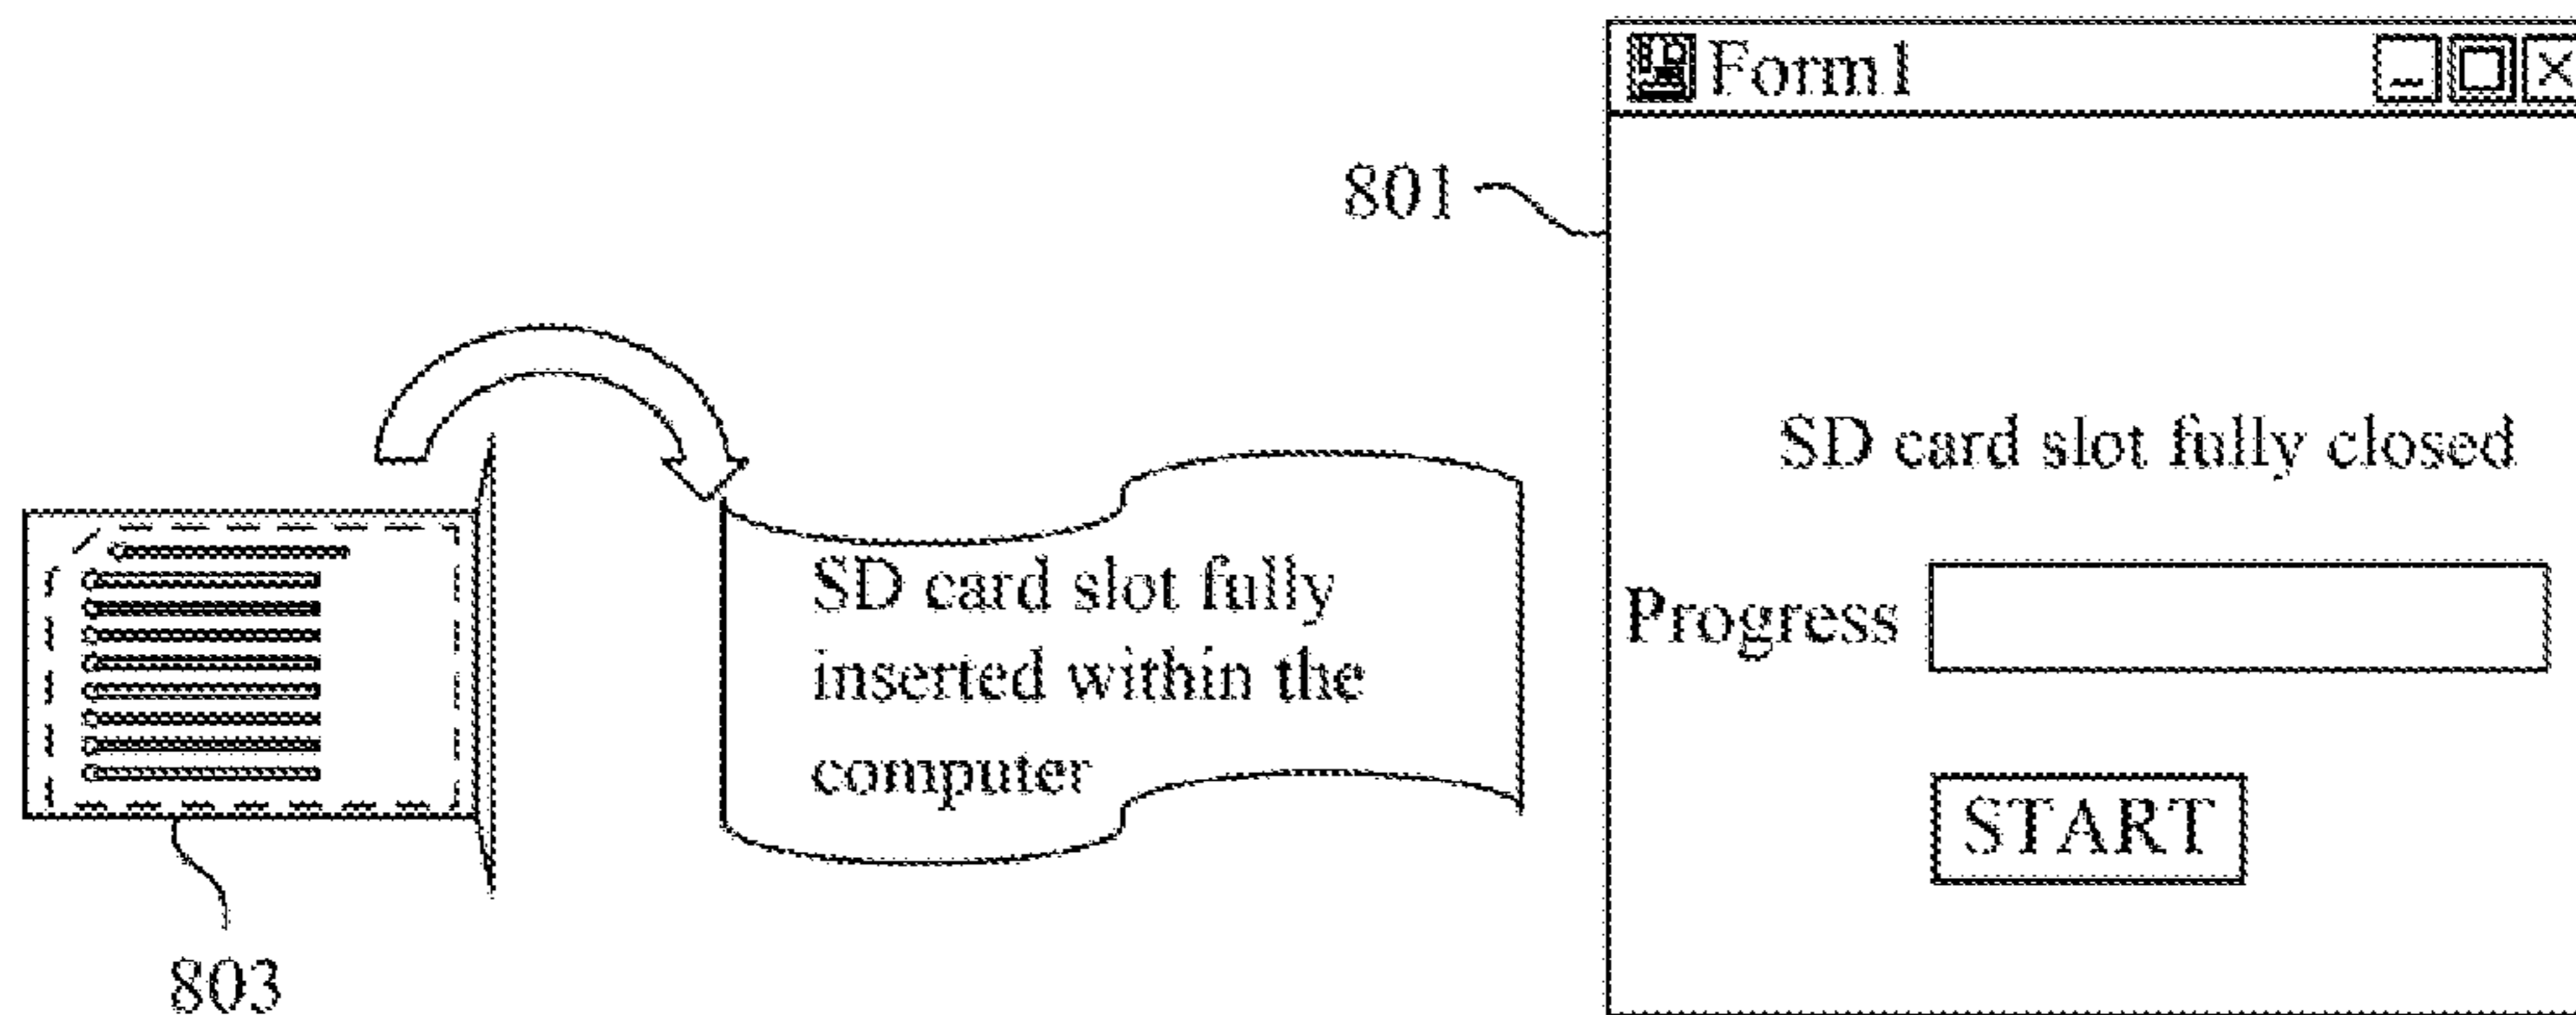 Form1
801
SD card slot fully closed
SD card slot fully
inserted within the
computer
Progress
START
803